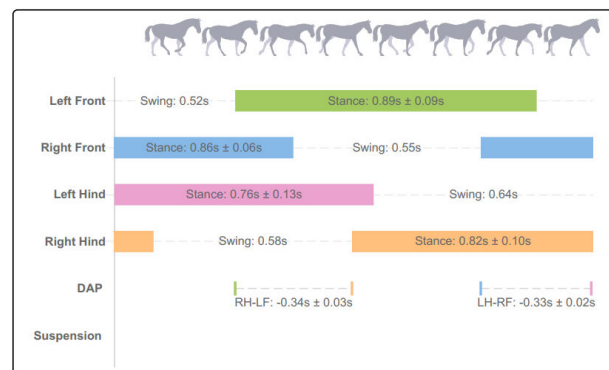 Left Front
Swing: 0.52s
Stance: 0.89s ± 0.09s
Right Front
Stance: 0.86s ± 0.06s
Swing: 0.55s
Left Hind
Stance: 0.76s ± 0.13s
Swing: 0.64s
Right Hind
Swing: 0.58s
Stance: 0.82s ± 0.10s
DAP
RH-LF: -0.34s ± 0.03s
LH-RF: -0.33s ± 0.02s
Suspension